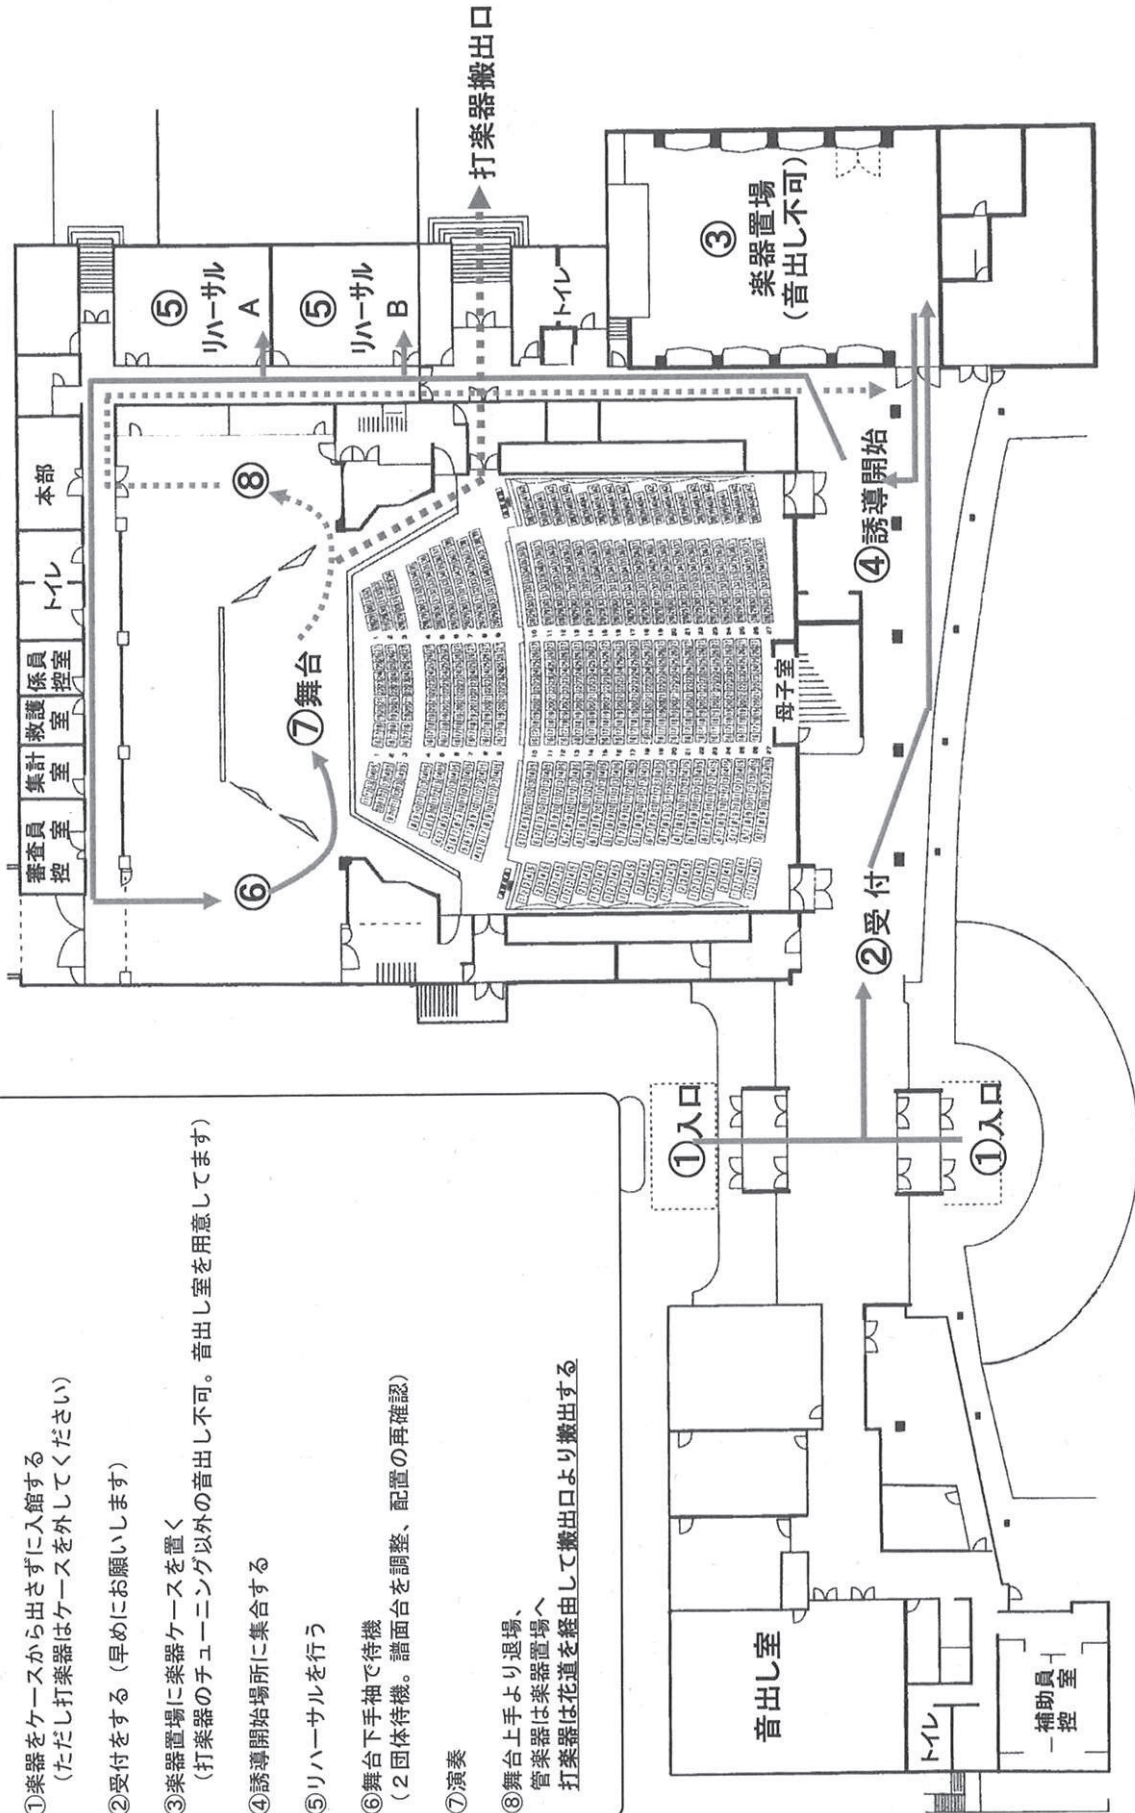 ①楽器をケースから出さずに入館する
(ただし打楽器はケースを外してください)
②受付をする(早めにお願いします)
③楽器置場に楽器ケースを置く
(打楽器のチューニング以外の音出し不可。音出し室を用意してます)
④誘導開始場所に集合する
⑤リハーサルを行う
⑥舞台下手袖で待機
(2団体待機。譜面台を調整、配置の再確認)
⑦演奏
⑧舞台上手より退場、
管楽器は楽器置場へ
打楽器は花道を経由して搬出口より搬出する
審査員
控 室
集計
室
救護
室
係員
控室
トイレ
本部
⑤
リハーサル
A
⑤
リハーサル
B
打楽器搬出口
トイレ
③
楽器置場
(音出し不可)
⑥
⑦舞台
⑧
母子室
④誘導開始
②受付
①入口
①入口
音出し室
トイレ
補助員
控 室